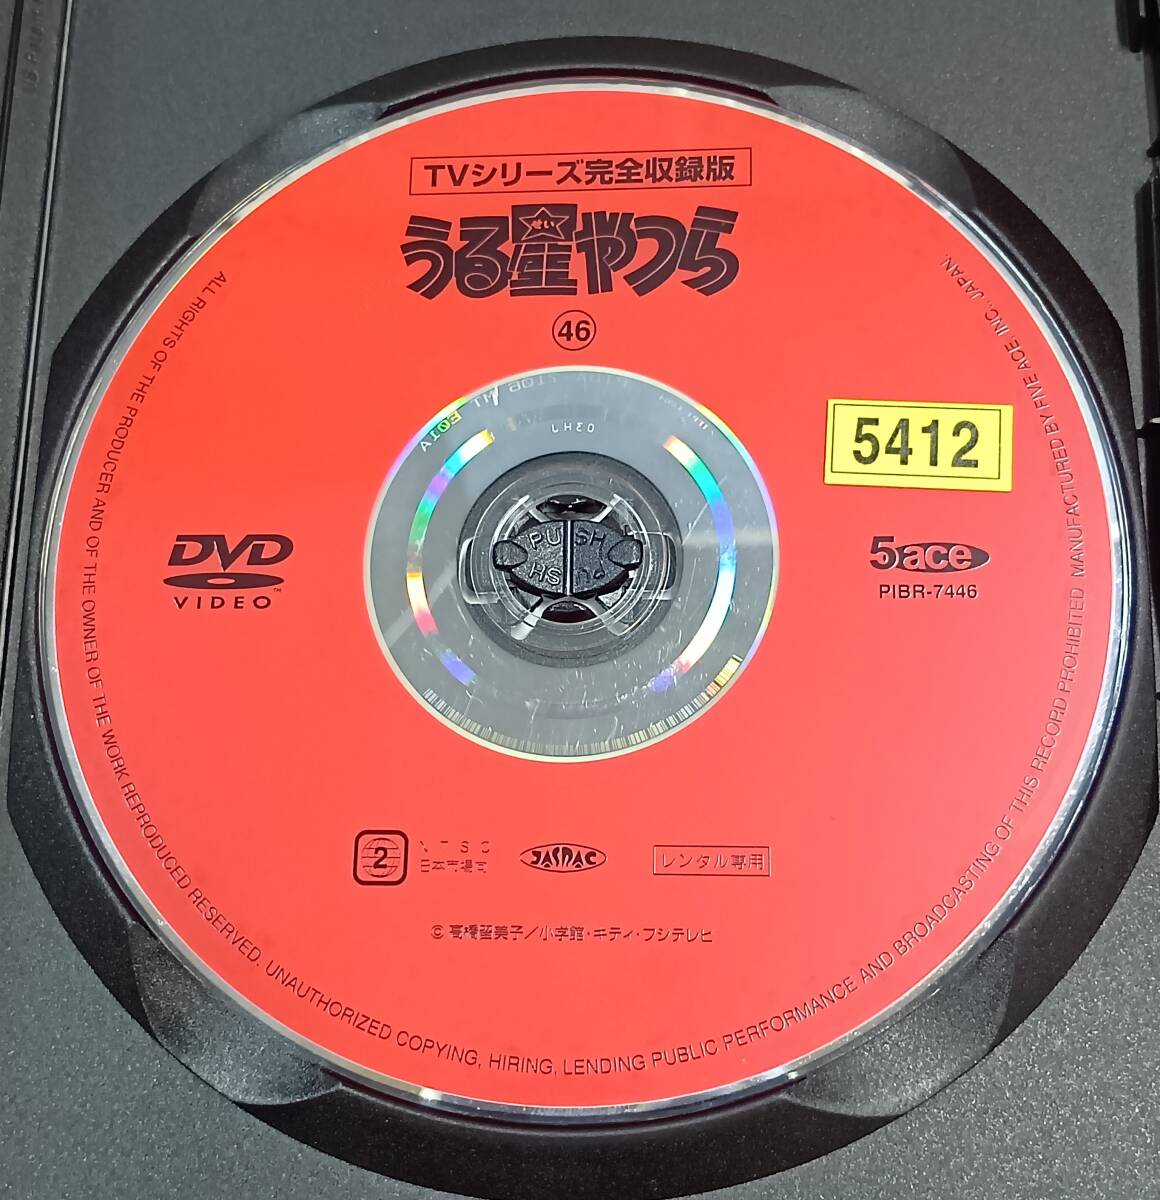 TVシリーズ完全収録版
うる星やつら
せい
46
5412
DVD
VIDEO
5ace
PIBR-7446
PUSH
2
NTSC
日本市場向
JASRAC
レンタル専用
© 高橋留美子/小学館・キティ・フジテレビ
ALL RIGHTS OF THE PRODUCER AND OF THE OWNER OF THE WORK REPRODUCED RESERVED. UNAUTHORIZED COPYING, HIRING, LENDING PUBLIC PERFORMANCE AND BROADCASTING OF THIS RECORD PROHIBITED. MANUFACTURED BY FIVE ACE INC., JAPAN.